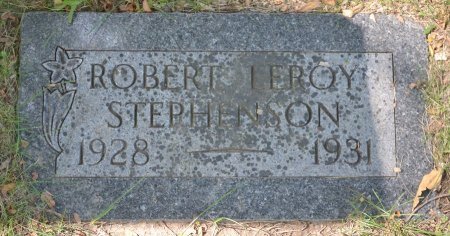 ROBERT LEROY
STEPHENSON
1928 — 1931